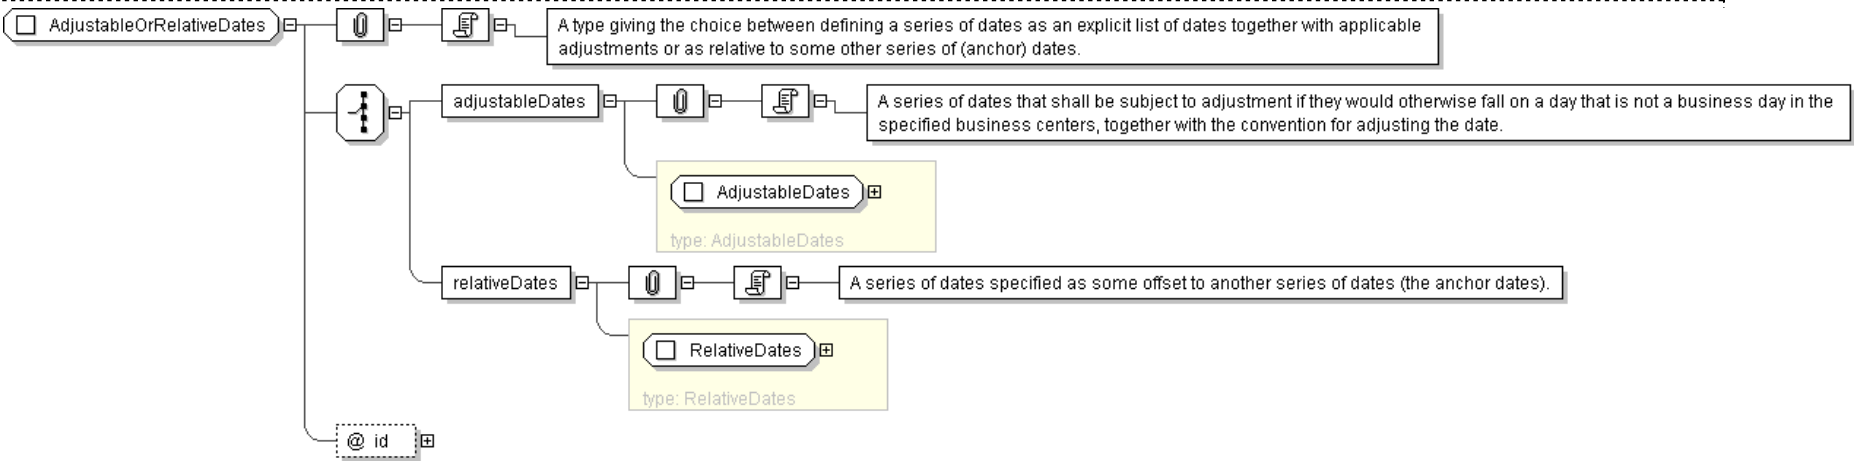 AdjustableOrRelativeDates
A type giving the choice between defining a series of dates as an explicit list of dates together with applicable
adjustments or as relative to some other series of (anchor) dates.
adjustableDates
A series of dates that shall be subject to adjustment if they would otherwise fall on a day that is not a business day in the
specified business centers, together with the convention for adjusting the date.
AdjustableDates
type: AdjustableDates
relativeDates
A series of dates specified as some offset to another series of dates (the anchor dates).
RelativeDates
type: RelativeDates
@ id